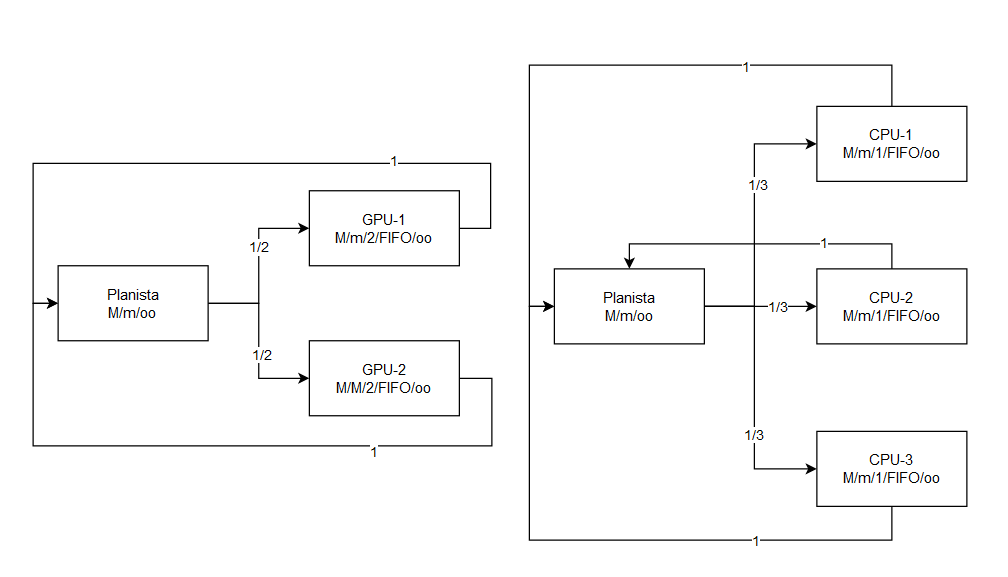 1
GPU-1
M/m/2/FIFO/oo
1/2
Planista
M/m/oo
1/2
GPU-2
M/M/2/FIFO/oo
1
1
CPU-1
M/m/1/FIFO/oo
1/3
1
Planista
M/m/oo
1/3
CPU-2
M/m/1/FIFO/oo
1/3
CPU-3
M/m/1/FIFO/oo
1